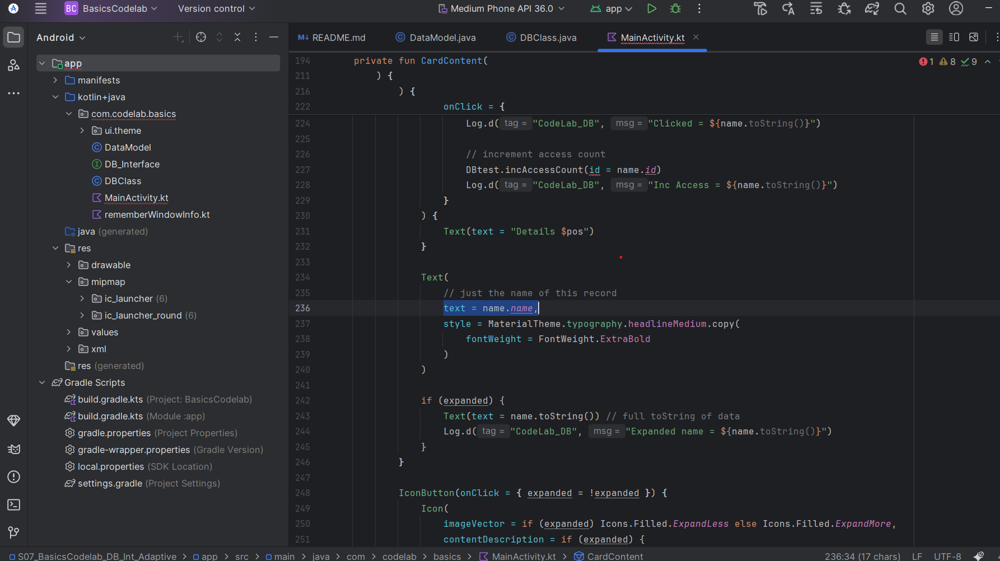 BC BasicsCodelab Version control Medium Phone API 36.0 app
Android
README.md DataModel.java DBClass.java MainActivity.kt
app
manifests
kotlin+java
com.codelab.basics
ui.theme
DataModel
DB_Interface
DBClass
MainActivity.kt
rememberWindowInfo.kt
java (generated)
res
drawable
mipmap
ic_launcher (6)
ic_launcher_round (6)
values
xml
res (generated)
Gradle Scripts
build.gradle.kts (Project: BasicsCodelab)
build.gradle.kts (Module :app)
gradle.properties (Project Properties)
gradle-wrapper.properties (Gradle Version)
local.properties (SDK Location)
settings.gradle (Project Settings)
1 8 9
194 private fun CardContent(
211 ) {
216 ) {
222 onClick = {
224 Log.d( tag = "CodeLab_DB", msg = "Clicked = ${name.toString()}")
225
226 // increment access count
227 DBtest.incAccessCount(id = name.id)
228 Log.d( tag = "CodeLab_DB", msg = "Inc Access = ${name.toString()}")
229 }
230 ) {
231 Text(text = "Details $pos")
232 }
233
234 Text(
235 // just the name of this record
236 text = name.name,
237 style = MaterialTheme.typography.headlineMedium.copy(
238 fontWeight = FontWeight.ExtraBold
239 )
240 )
241
242 if (expanded) {
243 Text(text = name.toString()) // full toString of data
244 Log.d( tag = "CodeLab_DB", msg = "Expanded name = ${name.toString()}")
245 }
246 }
247
248 IconButton(onClick = { expanded = !expanded }) {
249 Icon(
250 imageVector = if (expanded) Icons.Filled.ExpandLess else Icons.Filled.ExpandMore,
251 contentDescription = if (expanded) {
S07_BasicsCodelab_DB_Int_Adaptive > app > src > main > java > com > codelab > basics > MainActivity.kt > CardContent 236:34 (17 chars) LF UTF-8